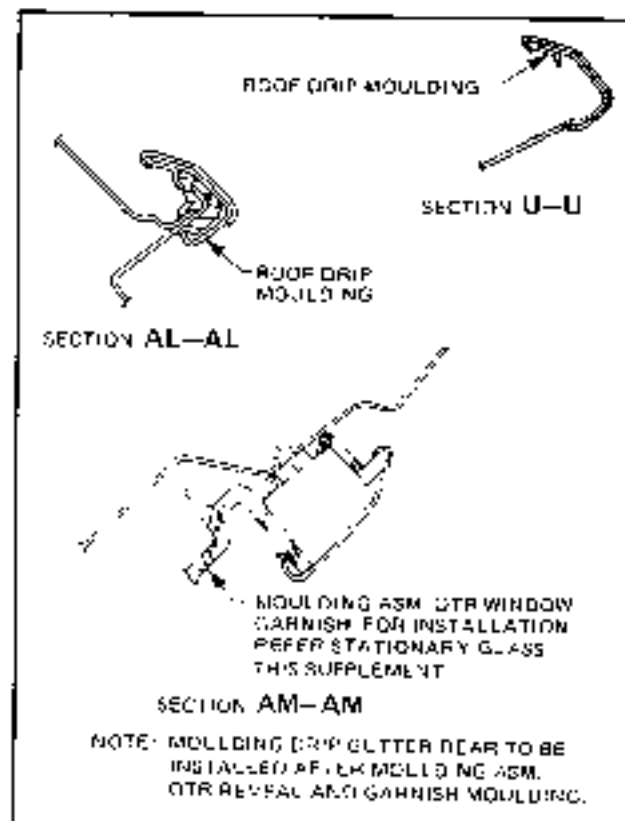 ROOF DRIP MOULDING
SECTION U–U
ROOF DRIP
MOULDING
SECTION AL–AL
MOULDING ASM. QTR WINDOW
GARNISH. FOR INSTALLATION
REFER STATIONARY GLASS
THIS SUPPLEMENT
SECTION AM–AM
NOTE: MOULDING DRIP GUTTER REAR TO BE
INSTALLED AFTER MOULDING ASM.
QTR REVEAL AND GARNISH MOULDING.